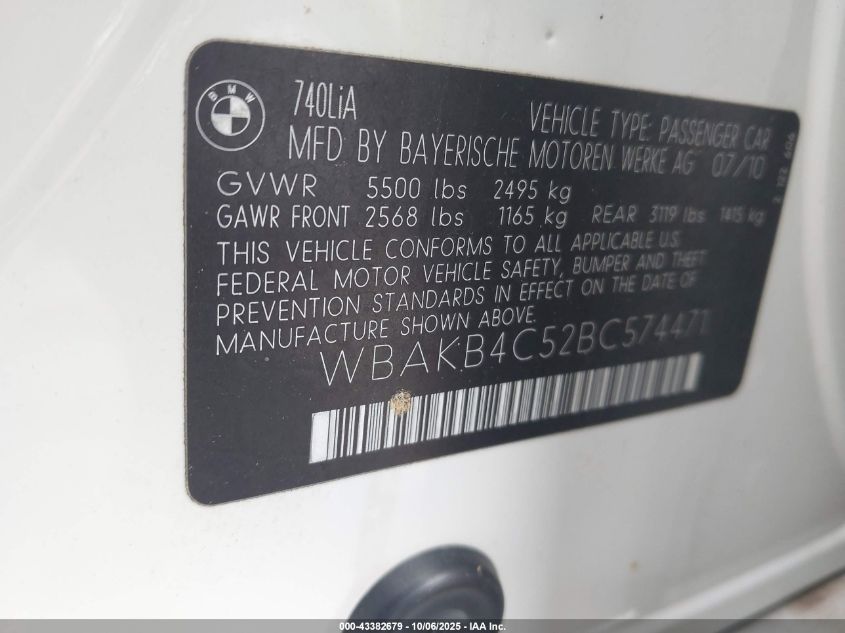 BMW
740LiA
VEHICLE TYPE: PASSENGER CAR
MFD BY BAYERISCHE MOTOREN WERKE AG 07/10
GVWR 5500 lbs 2495 kg
GAWR FRONT 2568 lbs 1165 kg REAR 3119 lbs 1415 kg
THIS VEHICLE CONFORMS TO ALL APPLICABLE U.S.
FEDERAL MOTOR VEHICLE SAFETY, BUMPER AND THEFT
PREVENTION STANDARDS IN EFFECT ON THE DATE OF
MANUFACTURE SHOWN ABOVE.
WBAKB4C52BC574471
000-43382679 - 10/06/2025 - IAA Inc.